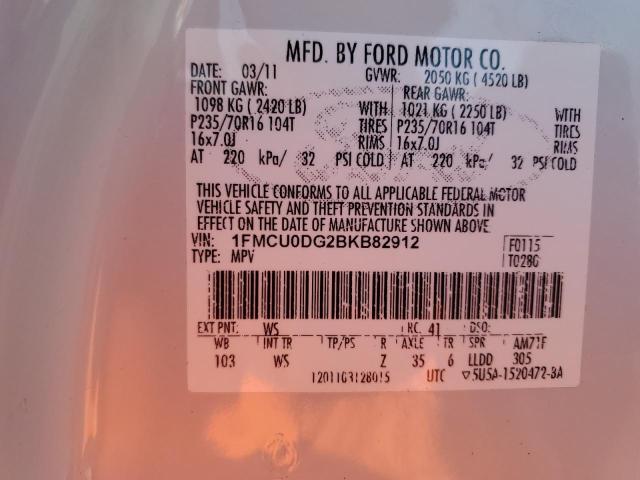 MFD. BY FORD MOTOR CO.
DATE: 03/11 GVWR: 2050 KG ( 4520 LB)
FRONT GAWR: REAR GAWR:
1098 KG ( 2420 LB) WITH 1021 KG ( 2250 LB) WITH
P235/70R16 104T TIRES P235/70R16 104T TIRES
16x7.0J RIMS 16x7.0J RIMS
AT 220 kPa/ 32 PSI COLD AT 220 kPa/ 32 PSI COLD
THIS VEHICLE CONFORMS TO ALL APPLICABLE FEDERAL MOTOR
VEHICLE SAFETY AND THEFT PREVENTION STANDARDS IN
EFFECT ON THE DATE OF MANUFACTURE SHOWN ABOVE.
VIN: 1FMCU0DG2BKB82912 F0115
TYPE: MPV T0286
EXT PNT: WS RC: 41 DSO:
WB INT TR TP/PS R AXLE TR SPR AM71F
103 WS Z 35 6 LLDD 305
UTC ▽5U5A-1520472-BA